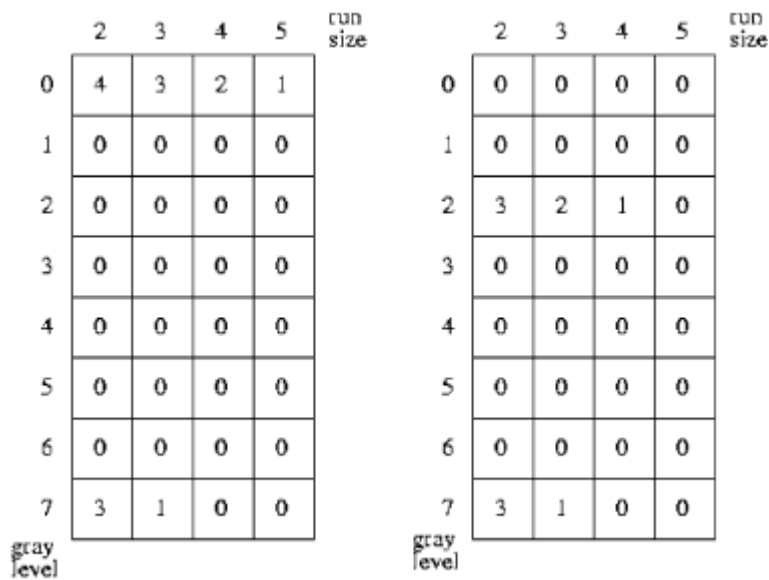 2 3 4 5 run size 2 3 4 5 run size
0 4 3 2 1 0 0 0 0 0
1 0 0 0 0 1 0 0 0 0
2 0 0 0 0 2 3 2 1 0
3 0 0 0 0 3 0 0 0 0
4 0 0 0 0 4 0 0 0 0
5 0 0 0 0 5 0 0 0 0
6 0 0 0 0 6 0 0 0 0
7 3 1 0 0 7 3 1 0 0
gray level gray level